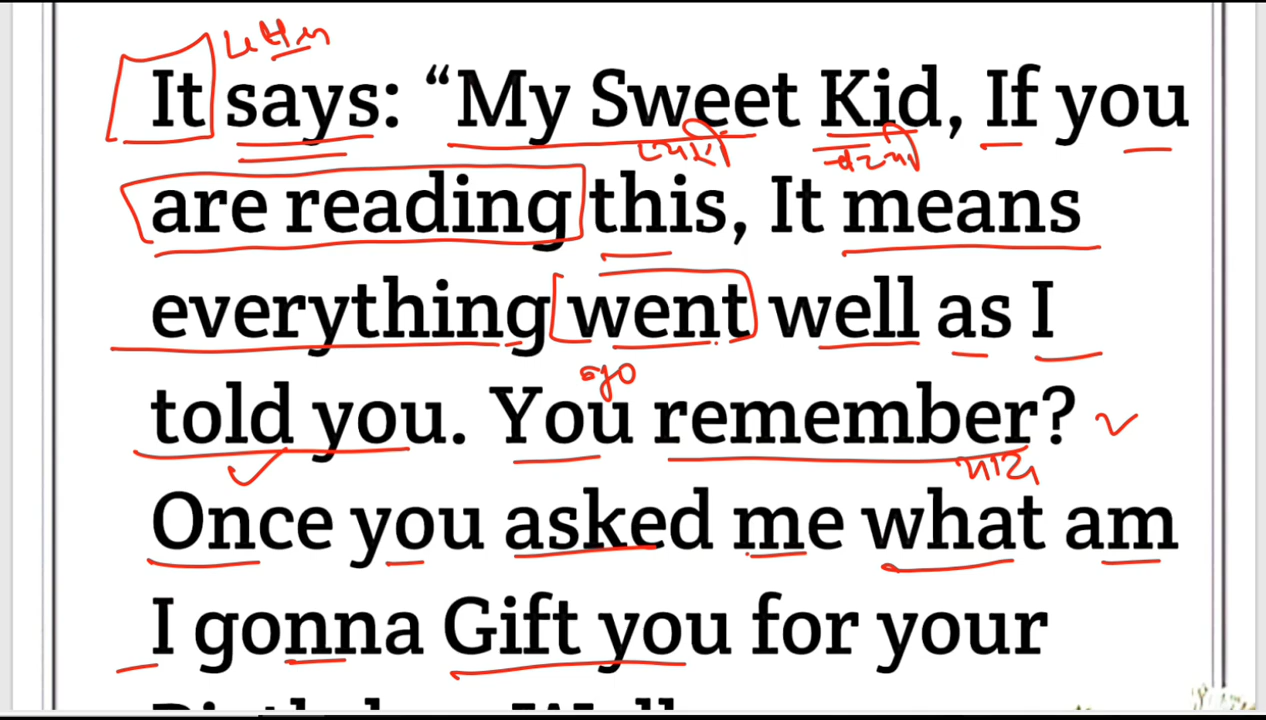 Letter
It says: “My Sweet Kid, If you
are reading this, It means
everything went well as I
told you. You remember?
Once you asked me what am
I gonna Gift you for your